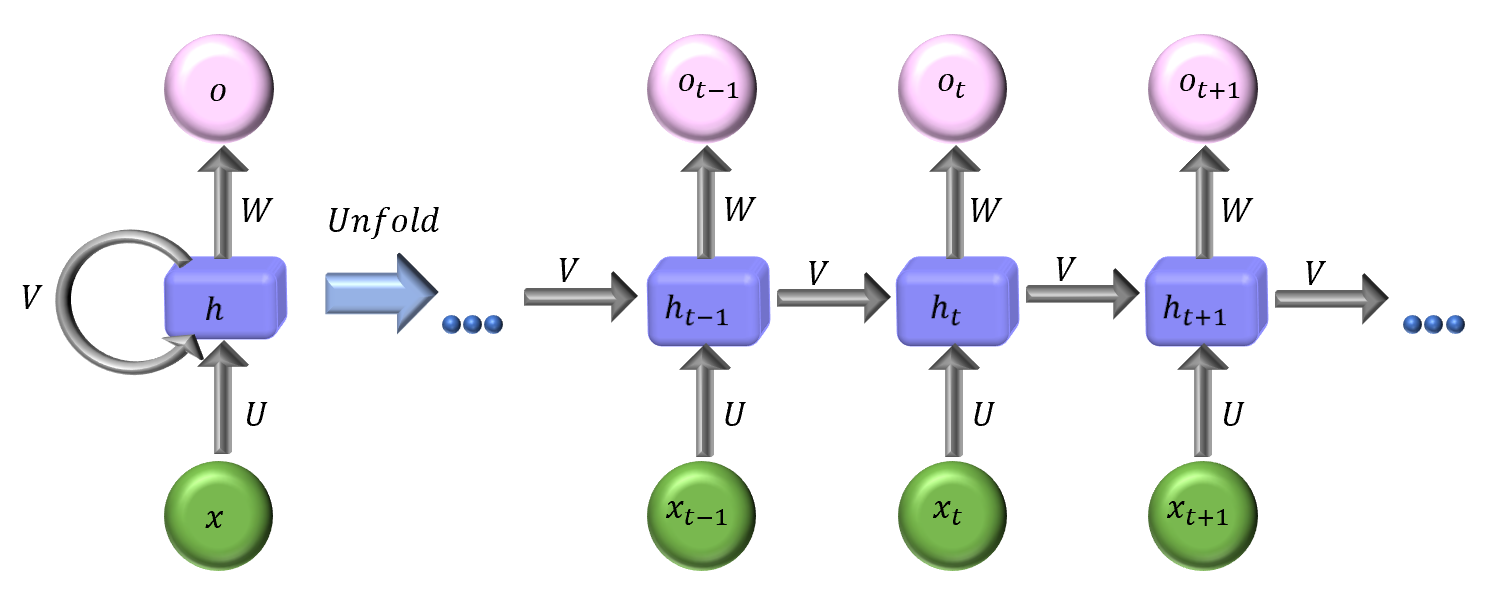 o
o_{t-1}
o_t
o_{t+1}
W
W
W
W
Unfold
V
V
V
V
V
h
h_{t-1}
h_t
h_{t+1}
U
U
U
U
x
x_{t-1}
x_t
x_{t+1}